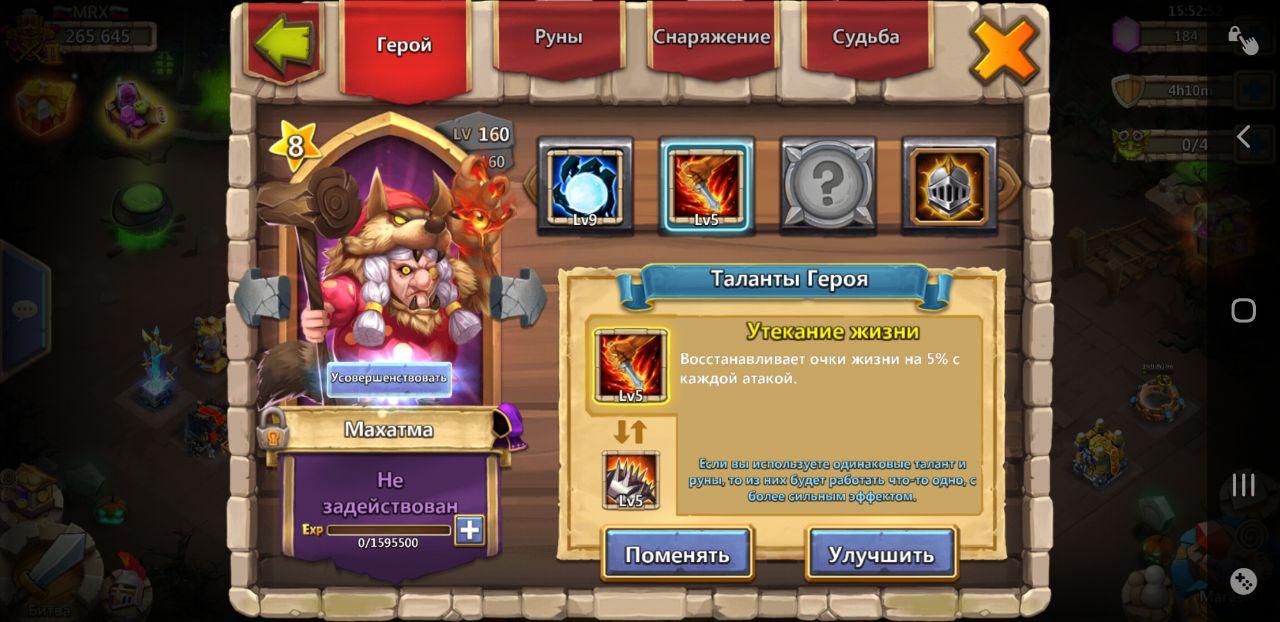 MRX
265 645
Герой
Руны
Снаряжение
Судьба
15:52:52
184
4h10m
0/4
8
LV 160
60
Lv9
Lv5
Таланты Героя
Утекание жизни
Восстанавливает очки жизни на 5% с
каждой атакой.
Lv5
Lv5
Если вы используете одинаковые талант и
руны, то из них будет работать что-то одно, с
более сильным эффектом.
Усовершенствовать
Махатма
Не
задействован
Exp
0/1595500
Поменять
Улучшить
Битва